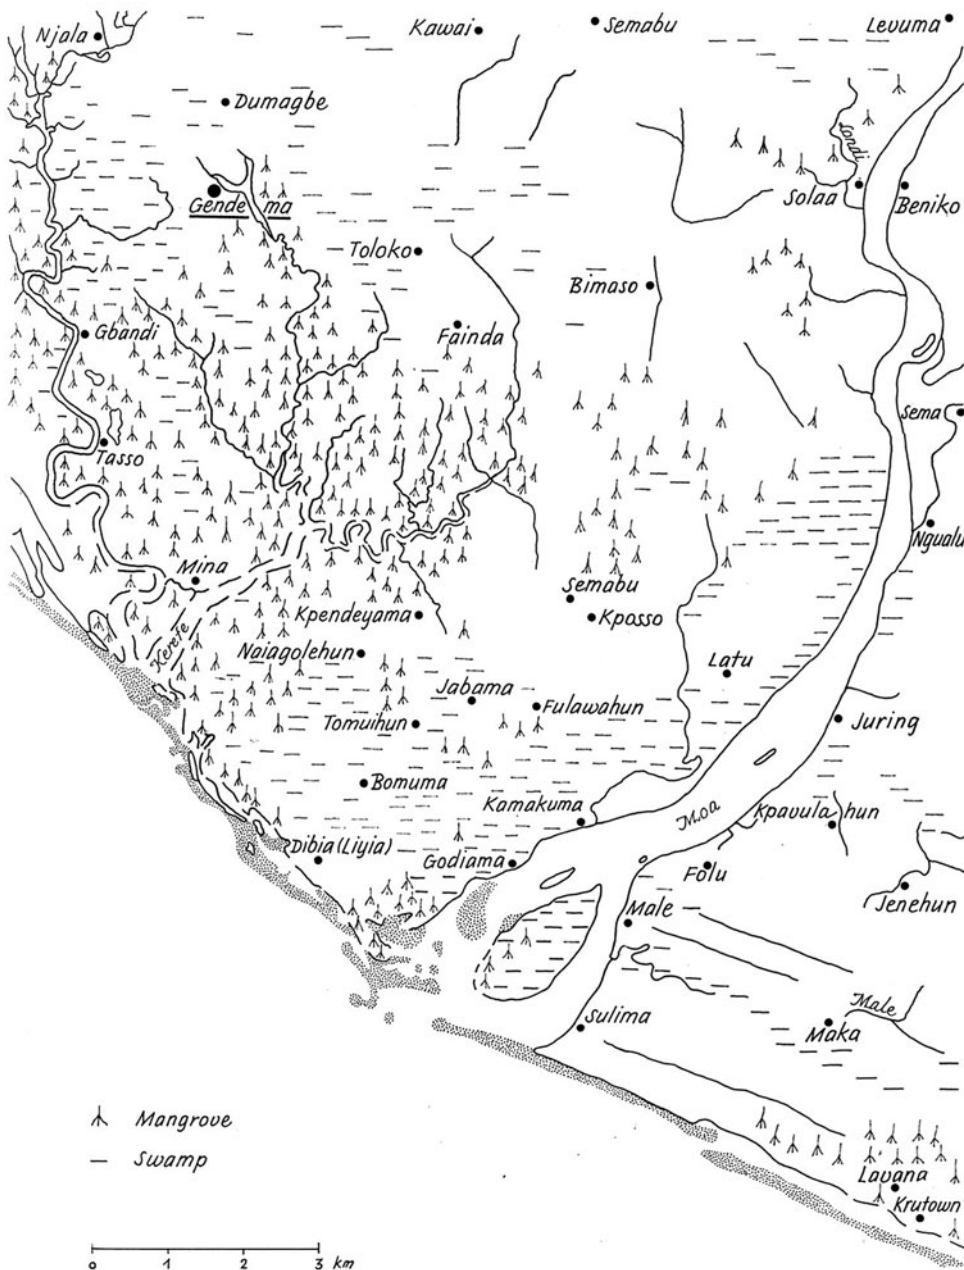 Njala
Kawai
Semabu
Levuma
Dumagbe
Londi
Gendema
Solaa
Beniko
Toloko
Bimaso
Gbandi
Fainda
Sema
Tasso
Ngualu
Mina
Semabu
Kpendeyama
Kposso
Kerefe
Naiagolehun
Latu
Jabama
Fulawahun
Tomuihun
Juring
Bomuma
Kamakuma
Moa
Kpavulahun
Dibia (Liyia)
Godiama
Folu
Jenehun
Male
Male
Sulima
Maka
Mangrove
Swamp
Lavana
Krutown
0 1 2 3 km